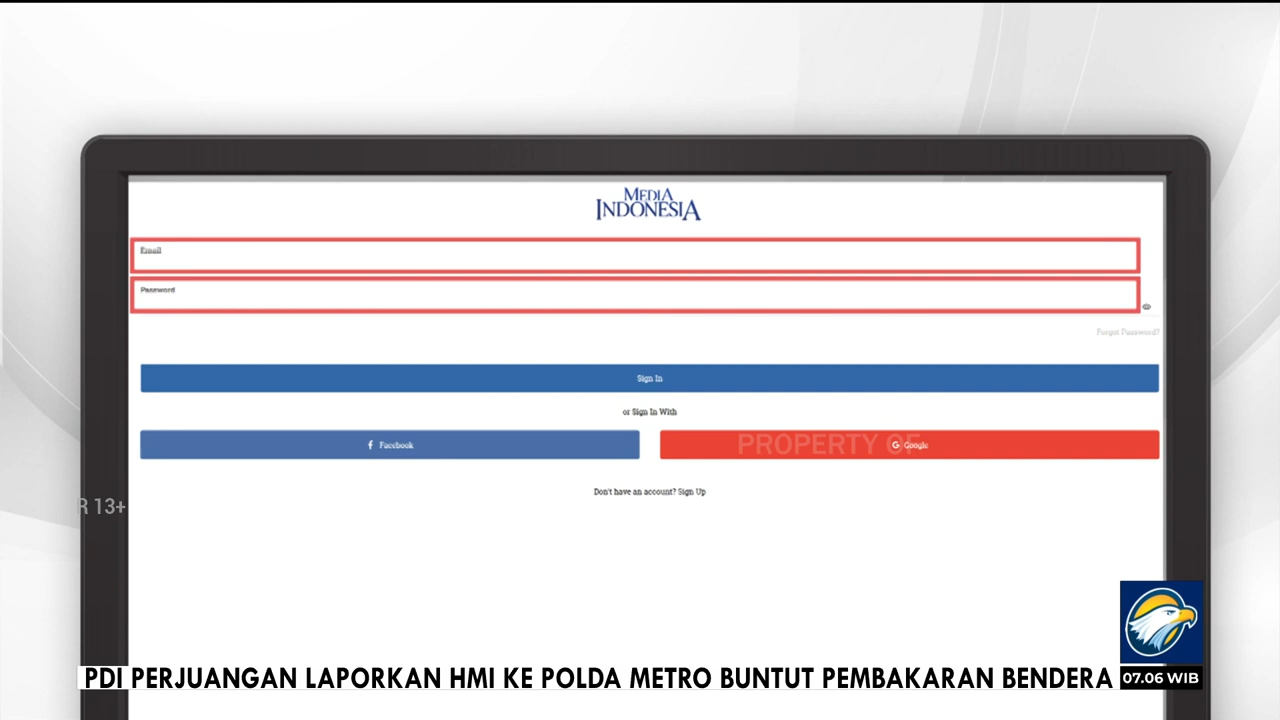 MEDIA
INDONESIA
Email
Password
Forgot Password?
Sign In
or Sign In With
f Facebook
PROPERTY OF
G Google
Don't have an account? Sign Up
R 13+
PDI PERJUANGAN LAPORKAN HMI KE POLDA METRO BUNTUT PEMBAKARAN BENDERA
07.06 WIB